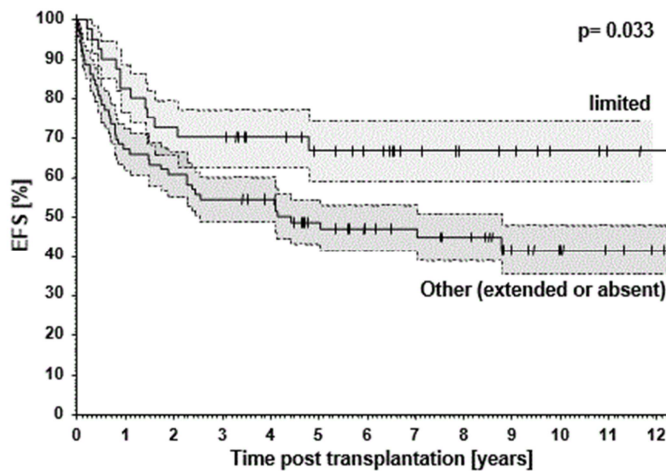 100
90
80
70
60
50
40
30
20
10
0
EFS [%]
p= 0.033
limited
Other (extended or absent)
0 1 2 3 4 5 6 7 8 9 10 11 12
Time post transplantation [years]